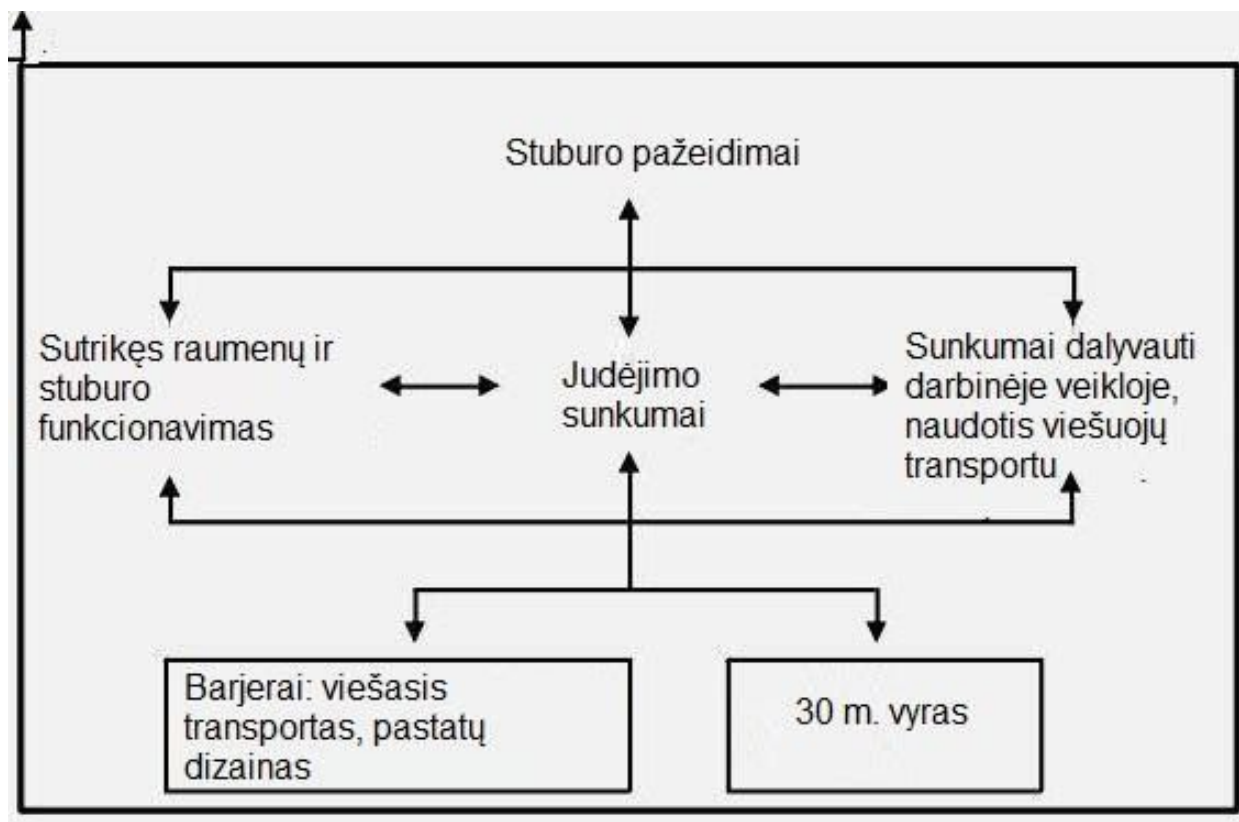 Stuburo pažeidimai
Sutrikęs raumenų ir
stuburo
funkcionavimas
Judėjimo
sunkumai
Sunkumai dalyvauti
darbinėje veikloje,
naudotis viešuojų
transportu
Barjerai: viešasis
transportas, pastatų
dizainas
30 m. vyras